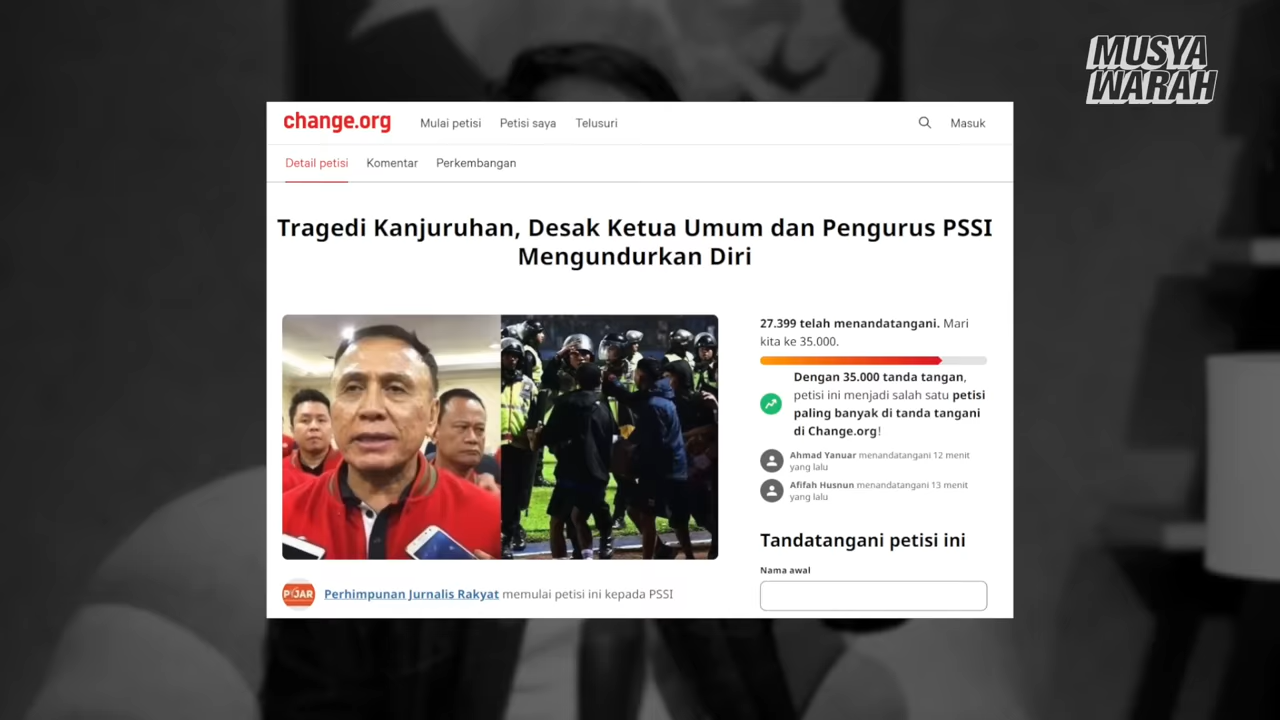 MUSYA
WARAH
change.org
Mulai petisi
Petisi saya
Telusuri
Masuk
Detail petisi
Komentar
Perkembangan
Tragedi Kanjuruhan, Desak Ketua Umum dan Pengurus PSSI
Mengundurkan Diri
27.399 telah menandatangani. Mari
kita ke 35.000.
Dengan 35.000 tanda tangan,
petisi ini menjadi salah satu petisi
paling banyak di tanda tangani
di Change.org!
Ahmad Yanuar menandatangani 12 menit
yang lalu
Afifah Husnun menandatangani 13 menit
yang lalu
Tandatangani petisi ini
Nama awal
PIJAR
Perhimpunan Jurnalis Rakyat memulai petisi ini kepada PSSI